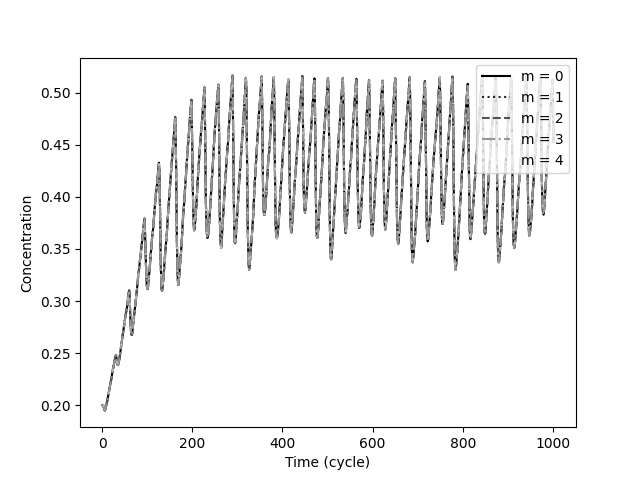 0.50
0.45
0.40
0.35
0.30
0.25
0.20
Concentration
0
200
400
600
800
1000
Time (cycle)
m = 0
m = 1
m = 2
m = 3
m = 4